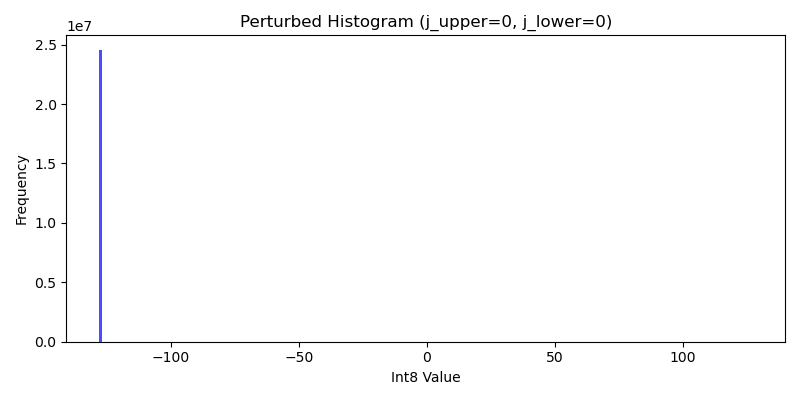 Perturbed Histogram (j_upper=0, j_lower=0)
1e7
2.5
2.0
1.5
1.0
0.5
0.0
Frequency
−100
−50
0
50
100
Int8 Value